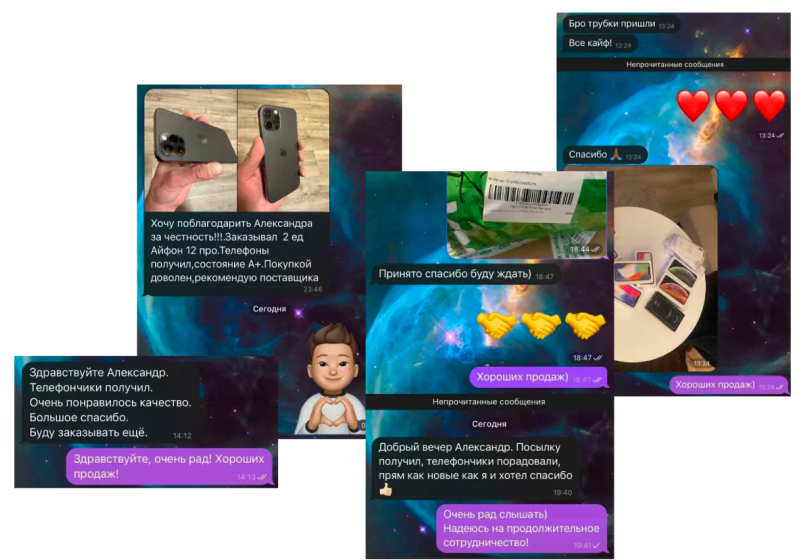 Хочу поблагодарить Александра
за честность!!!.Заказывал 2 ед
Айфон 12 про.Телефоны
получил,состояние А+.Покупкой
доволен,рекомендую поставщика
23:46
Сегодня
Здравствуйте Александр.
Телефончики получил.
Очень понравилось качество.
Большое спасибо.
Буду заказывать ещё. 14:12
Здравствуйте, очень рад! Хороших
продаж! 14:13
18:44
Принято спасибо буду ждать) 18:47
18:47
Хороших продаж) 18:47
Непрочитанные сообщения
Сегодня
Добрый вечер Александр. Посылку
получил, телефончики порадовали,
прям как новые как я и хотел спасибо
19:40
Очень рад слышать)
Надеюсь на продолжительное
сотрудничество! 19:41
Бро трубки пришли 13:24
Все кайф! 13:24
Непрочитанные сообщения
13:24
Спасибо 13:24
13:24
Хороших продаж) 13:24